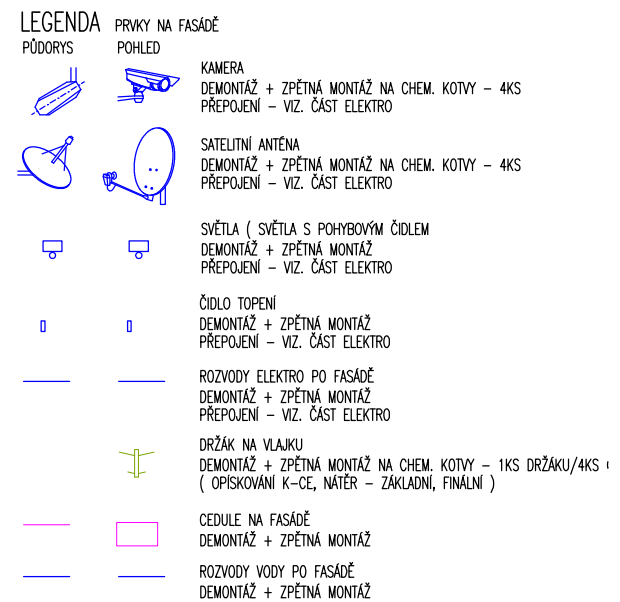 LEGENDA PRVKY NA FASÁDĚ
PŮDORYS POHLED
KAMERA
DEMONTÁŽ + ZPĚTNÁ MONTÁŽ NA CHEM. KOTVY – 4KS
PŘEPOJENÍ – VIZ. ČÁST ELEKTRO
SATELITNÍ ANTÉNA
DEMONTÁŽ + ZPĚTNÁ MONTÁŽ NA CHEM. KOTVY – 4KS
PŘEPOJENÍ – VIZ. ČÁST ELEKTRO
SVĚTLA ( SVĚTLA S POHYBOVÝM ČIDLEM
DEMONTÁŽ + ZPĚTNÁ MONTÁŽ
PŘEPOJENÍ – VIZ. ČÁST ELEKTRO
ČIDLO TOPENÍ
DEMONTÁŽ + ZPĚTNÁ MONTÁŽ
PŘEPOJENÍ – VIZ. ČÁST ELEKTRO
ROZVODY ELEKTRO PO FASÁDĚ
DEMONTÁŽ + ZPĚTNÁ MONTÁŽ
PŘEPOJENÍ – VIZ. ČÁST ELEKTRO
DRŽÁK NA VLAJKU
DEMONTÁŽ + ZPĚTNÁ MONTÁŽ NA CHEM. KOTVY – 1KS DRŽÁKU/4KS
( OPÍSKOVÁNÍ K–CE, NÁTĚR – ZÁKLADNÍ, FINÁLNÍ )
CEDULE NA FASÁDĚ
DEMONTÁŽ + ZPĚTNÁ MONTÁŽ
ROZVODY VODY PO FASÁDĚ
DEMONTÁŽ + ZPĚTNÁ MONTÁŽ